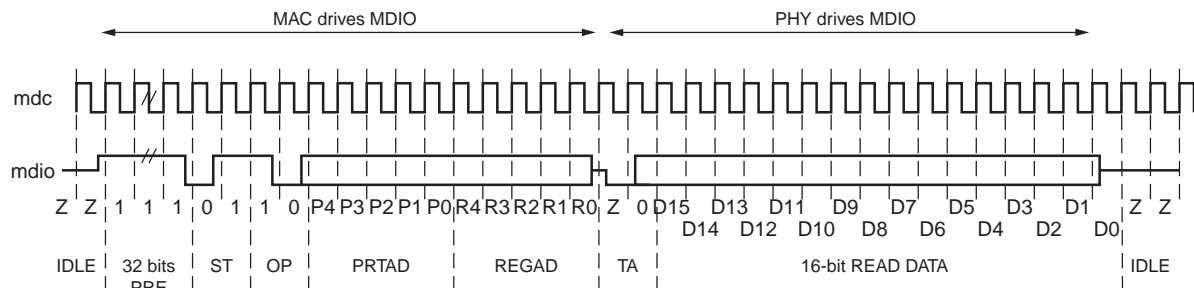 MAC drives MDIO PHY drives MDIO
mdc
mdio
Z Z 1 1 1 0 1 1 0 P4 P3 P2 P1 P0 R4 R3 R2 R1 R0 Z 0 D15 D13 D11 D9 D7 D5 D3 D1 Z Z
D14 D12 D10 D8 D6 D4 D2 D0
IDLE 32 bits ST OP PRTAD REGAD TA 16-bit READ DATA IDLE
PRE